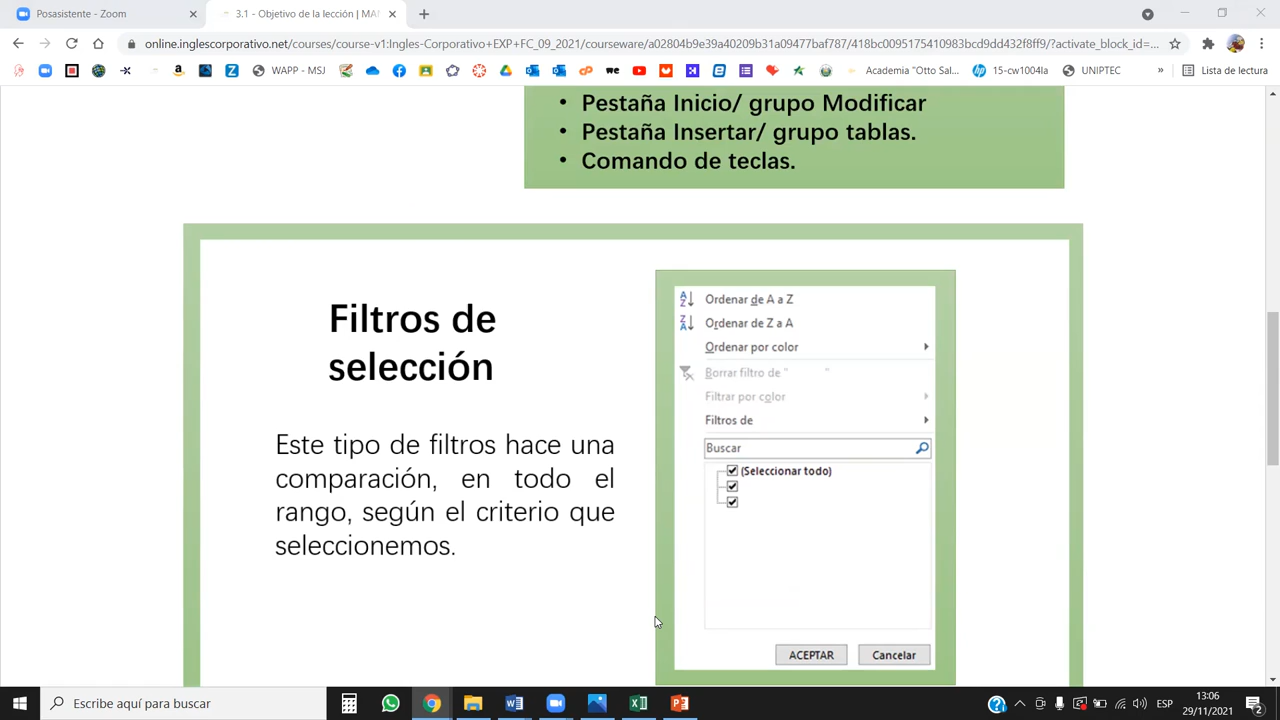 Posasistente - Zoom
3.1 - Objetivo de la lección | MAN
online.inglescorporativo.net/courses/course-v1:Ingles-Corporativo+EXP+FC_09_2021/courseware/a02804b9e39a40209b31a09477baf787/418bc0095175410983bcd9dd432f8ff9/?activate_block_id=...
WAPP - MSJ
Academia "Otto Sal...
15-cw1004la
UNIPTEC
»
Lista de lectura
• Pestaña Inicio/ grupo Modificar
• Pestaña Insertar/ grupo tablas.
• Comando de teclas.
Filtros de
selección
Este tipo de filtros hace una
comparación, en todo el
rango, según el criterio que
seleccionemos.
Ordenar de A a Z
Ordenar de Z a A
Ordenar por color
Borrar filtro de " "
Filtrar por color
Filtros de
Buscar
(Seleccionar todo)
ACEPTAR
Cancelar
Escribe aquí para buscar
ESP
13:06
29/11/2021
2